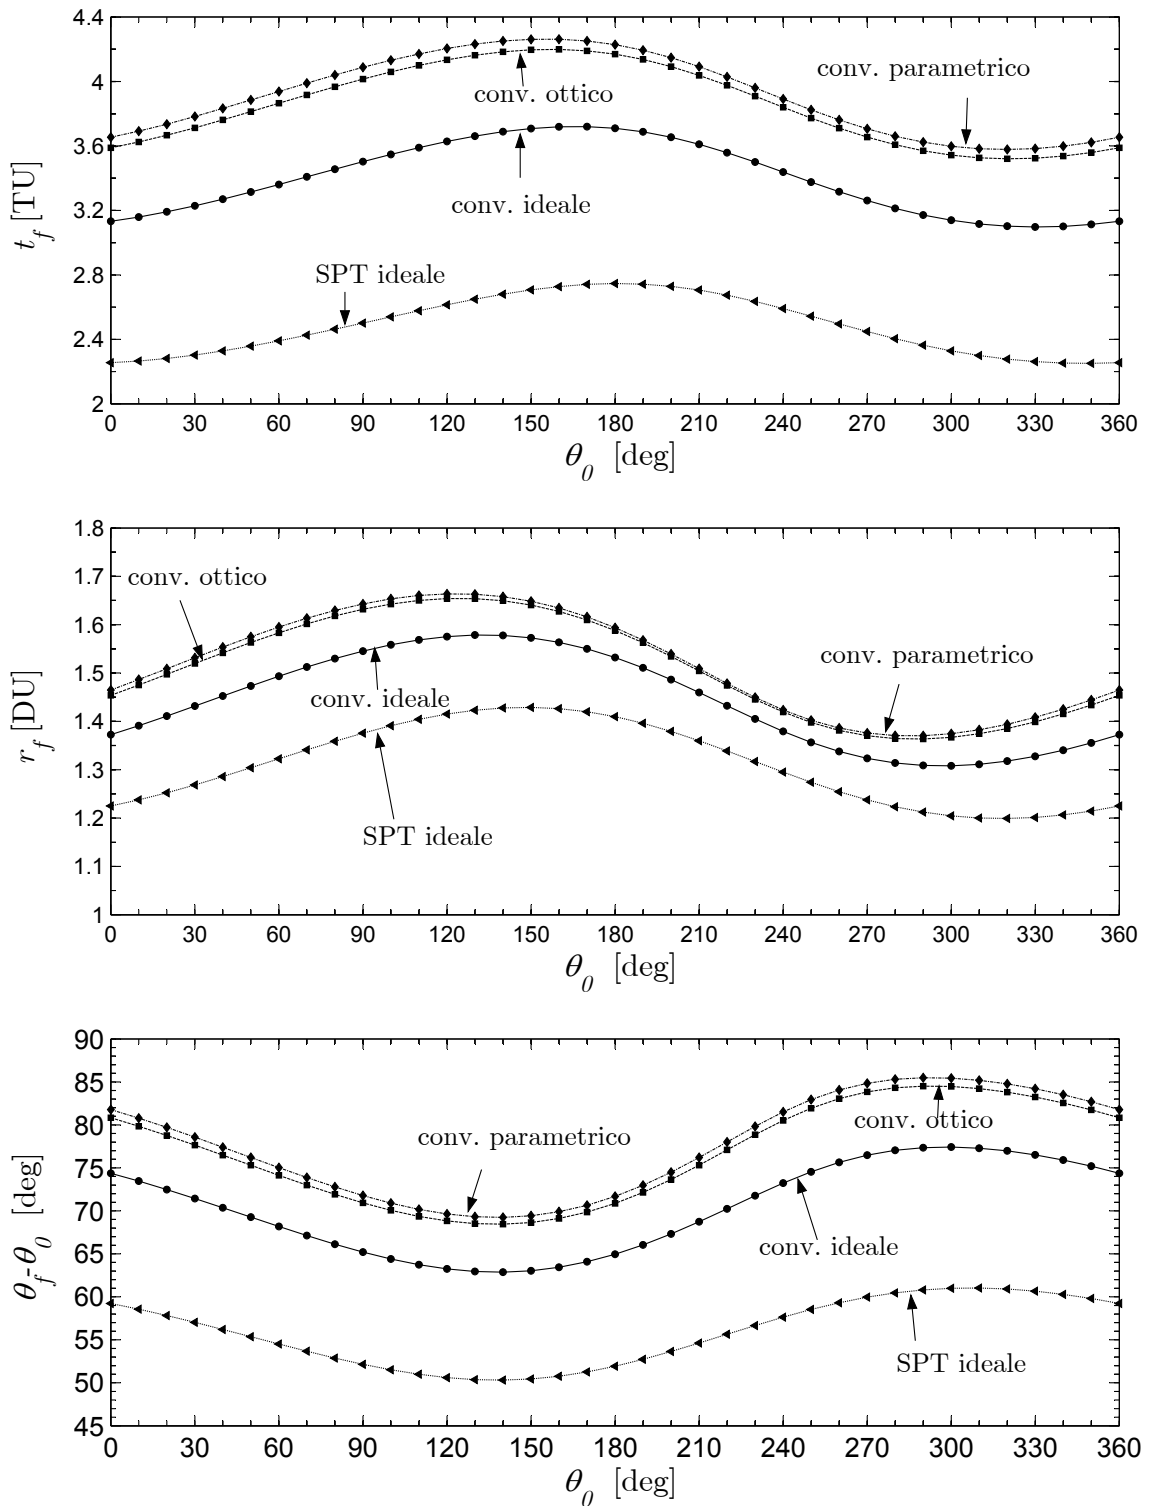 4.4
4
3.6
3.2
2.8
2.4
2
t_f [TU]
conv. parametrico
conv. ottico
conv. ideale
SPT ideale
0 30 60 90 120 150 180 210 240 270 300 330 360
θ_0 [deg]
1.8
1.7
1.6
1.5
1.4
1.3
1.2
1.1
1
r_f [DU]
conv. ottico
conv. parametrico
conv. ideale
SPT ideale
0 30 60 90 120 150 180 210 240 270 300 330 360
θ_0 [deg]
90
85
80
75
70
65
60
55
50
45
θ_f-θ_0 [deg]
conv. ottico
conv. parametrico
conv. ideale
SPT ideale
0 30 60 90 120 150 180 210 240 270 300 330 360
θ_0 [deg]